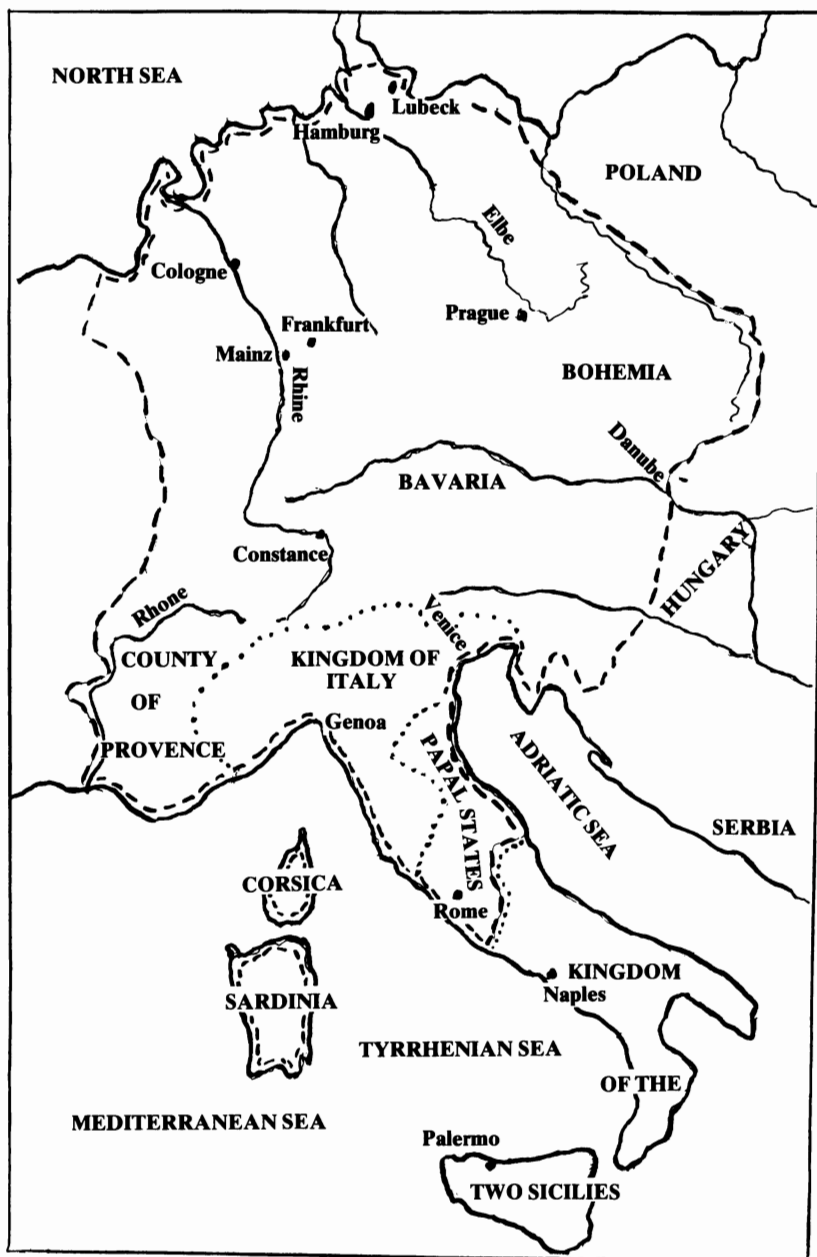 NORTH SEA
Lubeck
Hamburg
POLAND
Elbe
Cologne
Prague
Frankfurt
Mainz
Rhine
BOHEMIA
Danube
BAVARIA
Constance
HUNGARY
Rhone
Venice
COUNTY
OF
PROVENCE
KINGDOM OF
ITALY
Genoa
PAPAL STATES
ADRIATIC SEA
SERBIA
CORSICA
Rome
KINGDOM
Naples
SARDINIA
TYRRHENIAN SEA
OF THE
MEDITERRANEAN SEA
Palermo
TWO SICILIES